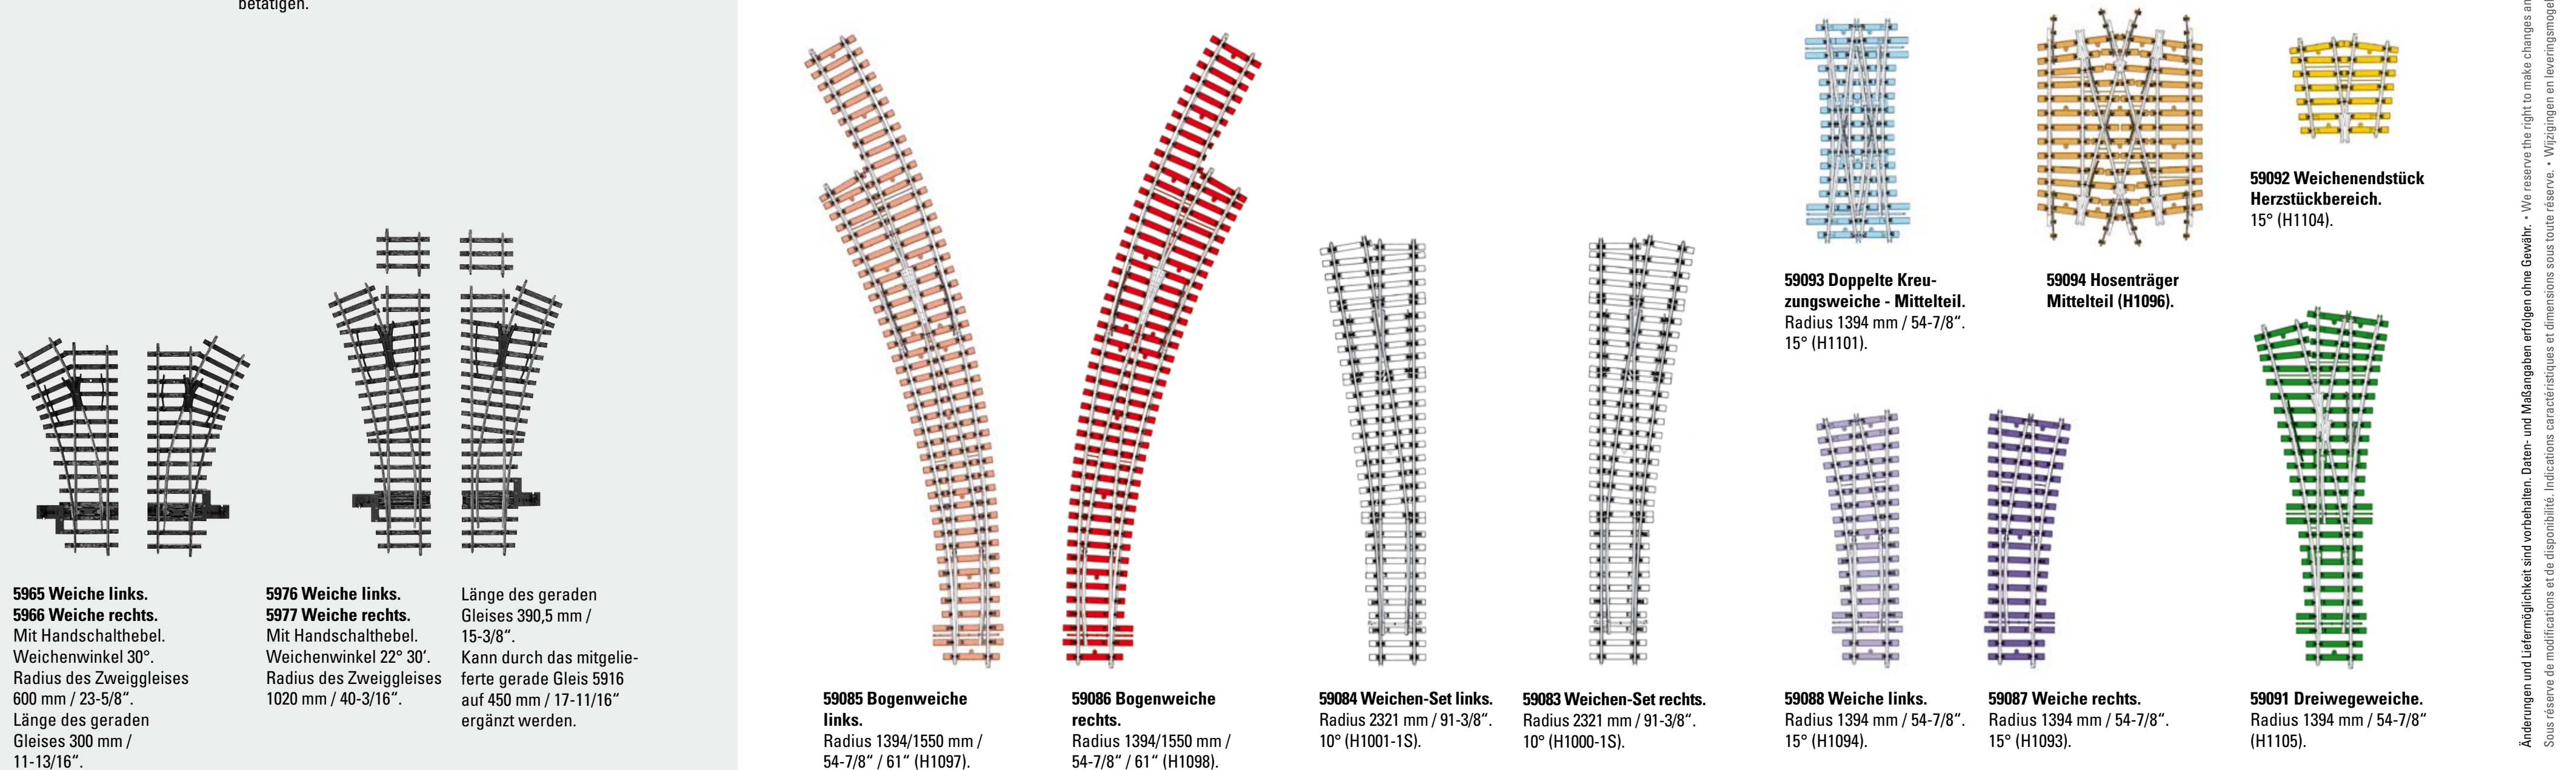 betätigen.
5965 Weiche links.
5966 Weiche rechts.
Mit Handschalthebel.
Weichenwinkel 30°.
Radius des Zweiggleises
600 mm / 23-5/8“.
Länge des geraden
Gleises 300 mm /
11-13/16“.
5976 Weiche links.
5977 Weiche rechts.
Mit Handschalthebel.
Weichenwinkel 22° 30‘.
Radius des Zweiggleises
1020 mm / 40-3/16“.
Länge des geraden
Gleises 390,5 mm /
15-3/8“.
Kann durch das mitgelie-
ferte gerade Gleis 5916
auf 450 mm / 17-11/16“
ergänzt werden.
59085 Bogenweiche
links.
Radius 1394/1550 mm /
54-7/8“ / 61“ (H1097).
59086 Bogenweiche
rechts.
Radius 1394/1550 mm /
54-7/8“ / 61“ (H1098).
59084 Weichen-Set links.
Radius 2321 mm / 91-3/8“.
10° (H1001-1S).
59083 Weichen-Set rechts.
Radius 2321 mm / 91-3/8“.
10° (H1000-1S).
59093 Doppelte Kreu-
zungsweiche - Mittelteil.
Radius 1394 mm / 54-7/8“.
15° (H1101).
59094 Hosenträger
Mittelteil (H1096).
59092 Weichenendstück
Herzstückbereich.
15° (H1104).
59088 Weiche links.
Radius 1394 mm / 54-7/8“.
15° (H1094).
59087 Weiche rechts.
Radius 1394 mm / 54-7/8“.
15° (H1093).
59091 Dreiwegeweiche.
Radius 1394 mm / 54-7/8“
(H1105).
Änderungen und Liefermöglichkeit sind vorbehalten. Daten- und Maßangaben erfolgen ohne Gewähr. • We reserve the right to make changes an
Sous réserve de modifications et de disponibilité. Indications caractéristiques et dimensions sous toute réserve. • Wijzigingen en leveringsmogel